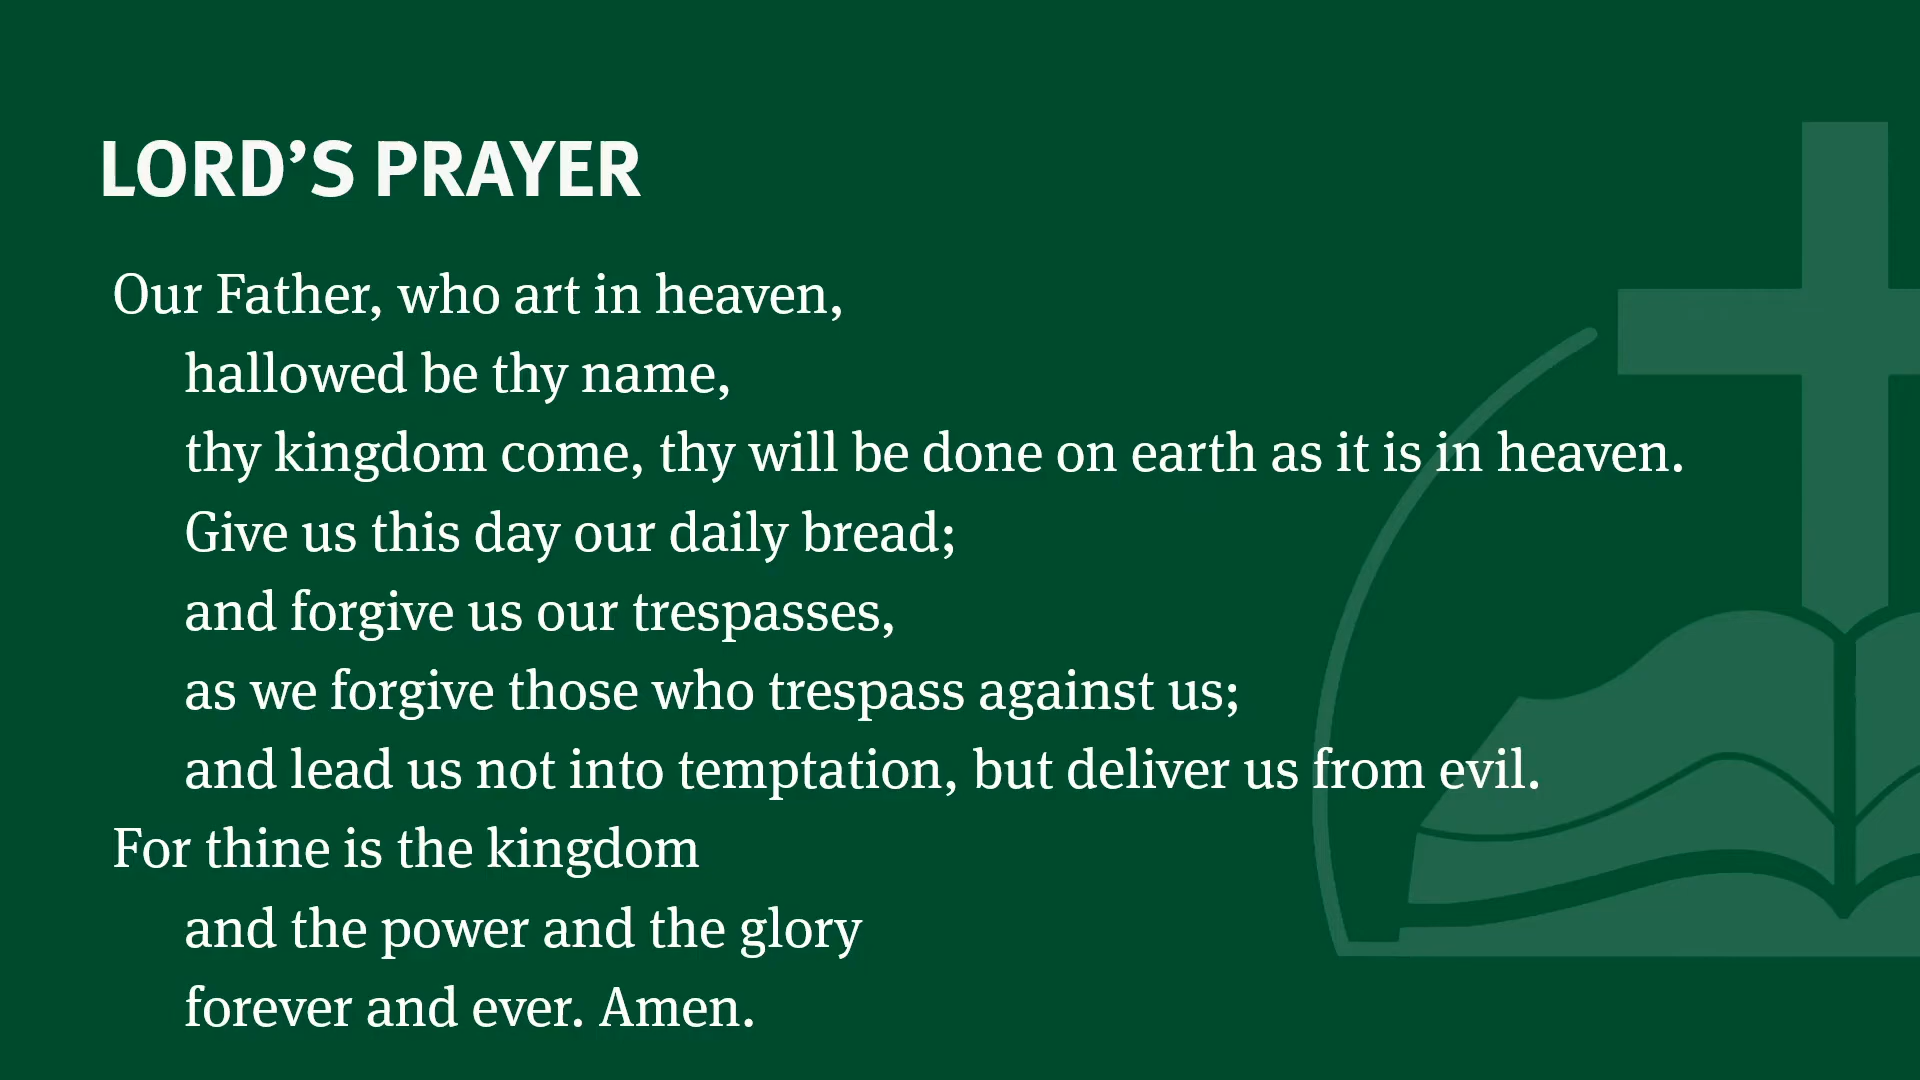 LORD’S PRAYER
Our Father, who art in heaven,
hallowed be thy name,
thy kingdom come, thy will be done on earth as it is in heaven.
Give us this day our daily bread;
and forgive us our trespasses,
as we forgive those who trespass against us;
and lead us not into temptation, but deliver us from evil.
For thine is the kingdom
and the power and the glory
forever and ever. Amen.